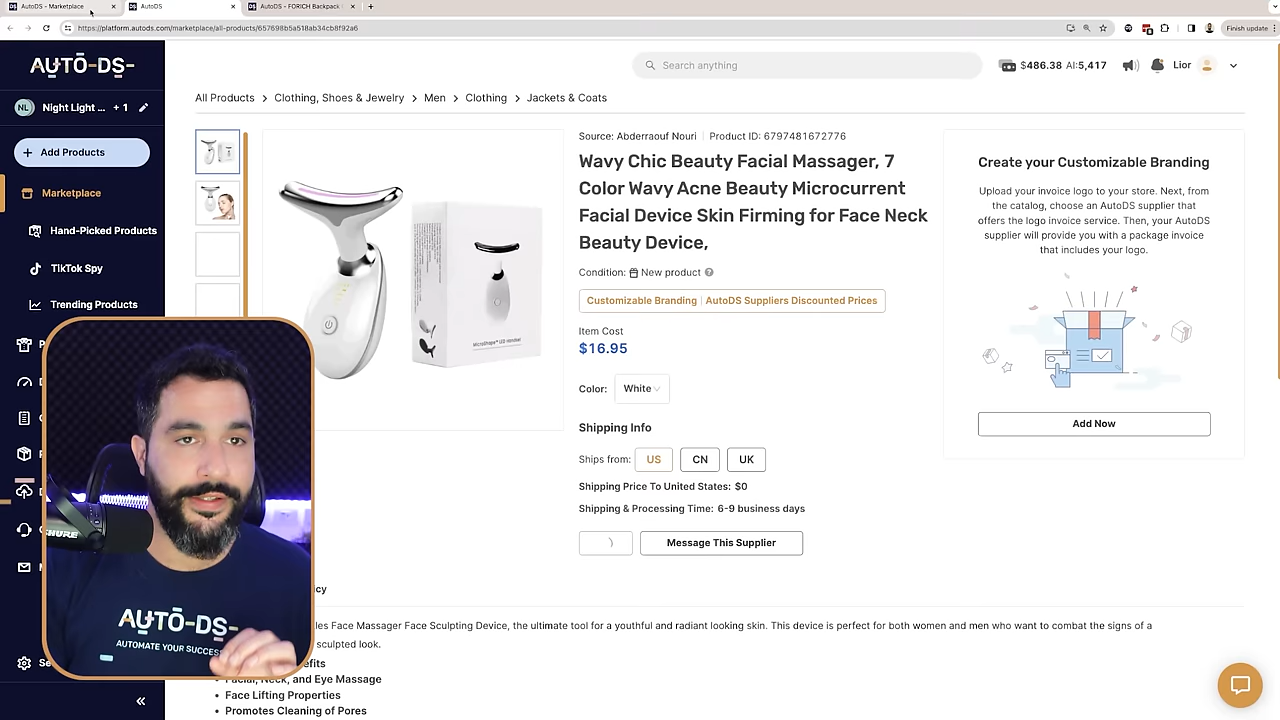 AutoDS - Marketplace
AutoDS
AutoDS - FORICH Backpack
https://platform.autods.com/marketplace/all-products/657698b5a518ab34cb8f92a6
Finish update
AUTO-DS-
Search anything
$486.38 AI:5,417
Lior
NL
Night Light ... + 1
All Products > Clothing, Shoes & Jewelry > Men > Clothing > Jackets & Coats
Add Products
Marketplace
Hand-Picked Products
TikTok Spy
Trending Products
Source: Abderraouf Nouri | Product ID: 6797481672776
Wavy Chic Beauty Facial Massager, 7
Color Wavy Acne Beauty Microcurrent
Facial Device Skin Firming for Face Neck
Beauty Device,
Condition: New product
Customizable Branding | AutoDS Suppliers Discounted Prices
Item Cost
$16.95
Color: White
Shipping Info
Ships from: US CN UK
Shipping Price To United States: $0
Shipping & Processing Time: 6-9 business days
Message This Supplier
Create your Customizable Branding
Upload your invoice logo to your store. Next, from
the catalog, choose an AutoDS supplier that
offers the logo invoice service. Then, your AutoDS
supplier will provide you with a package invoice
that includes your logo.
Add Now
MicroShape™ LED Handset
icy
les Face Massager Face Sculpting Device, the ultimate tool for a youthful and radiant looking skin. This device is perfect for both women and men who want to combat the signs of a
sculpted look.
efits
Facial, Neck, and Eye Massage
Face Lifting Properties
Promotes Cleaning of Pores
SHURE
AUTO-DS-
AUTOMATE YOUR SUCCESS
Se